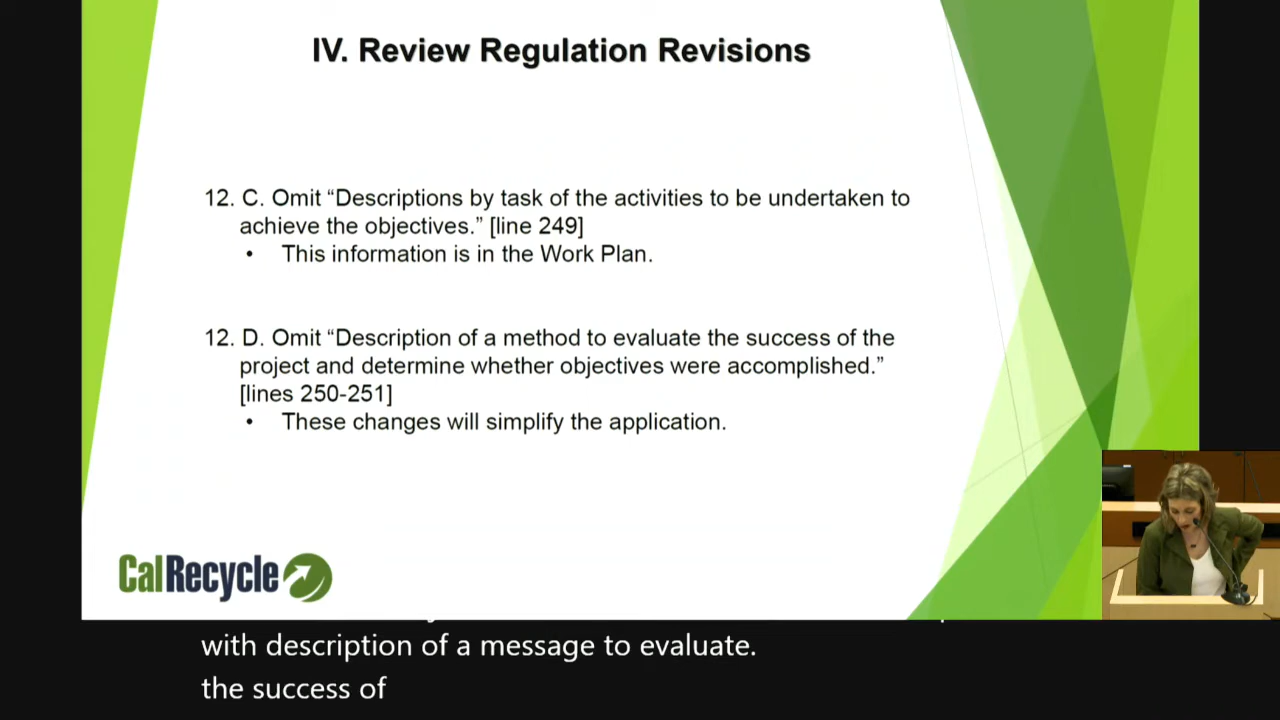 IV. Review Regulation Revisions
12. C. Omit “Descriptions by task of the activities to be undertaken to
achieve the objectives.” [line 249]
• This information is in the Work Plan.
12. D. Omit “Description of a method to evaluate the success of the
project and determine whether objectives were accomplished.”
[lines 250-251]
• These changes will simplify the application.
CalRecycle
with description of a message to evaluate.
the success of